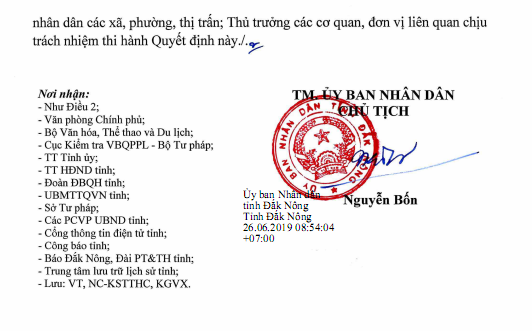 nhân dân các xã, phường, thị trấn; Thủ trưởng các cơ quan, đơn vị liên quan chịu
trách nhiệm thi hành Quyết định này./.
Nơi nhận:
- Như Điều 2;
- Văn phòng Chính phủ;
- Bộ Văn hóa, Thể thao và Du lịch;
- Cục Kiểm tra VBQPPL - Bộ Tư pháp;
- TT Tỉnh ủy;
- TT HĐND tỉnh;
- Đoàn ĐBQH tỉnh;
- UBMTTQVN tỉnh;
- Sở Tư pháp;
- Các PCVP UBND tỉnh;
- Cổng thông tin điện tử tỉnh;
- Công báo tỉnh;
- Báo Đắk Nông, Đài PT&TH tỉnh;
- Trung tâm lưu trữ lịch sử tỉnh;
- Lưu: VT, NC-KSTTHC, KGVX.
TM. ỦY BAN NHÂN DÂN
CHỦ TỊCH
ỦY BAN NHÂN DÂN TỈNH ĐẮK NÔNG
Nguyễn Bốn
Ủy ban Nhân dân
tỉnh Đắk Nông
Tỉnh Đắk Nông
26.06.2019 08:54:04
+07:00